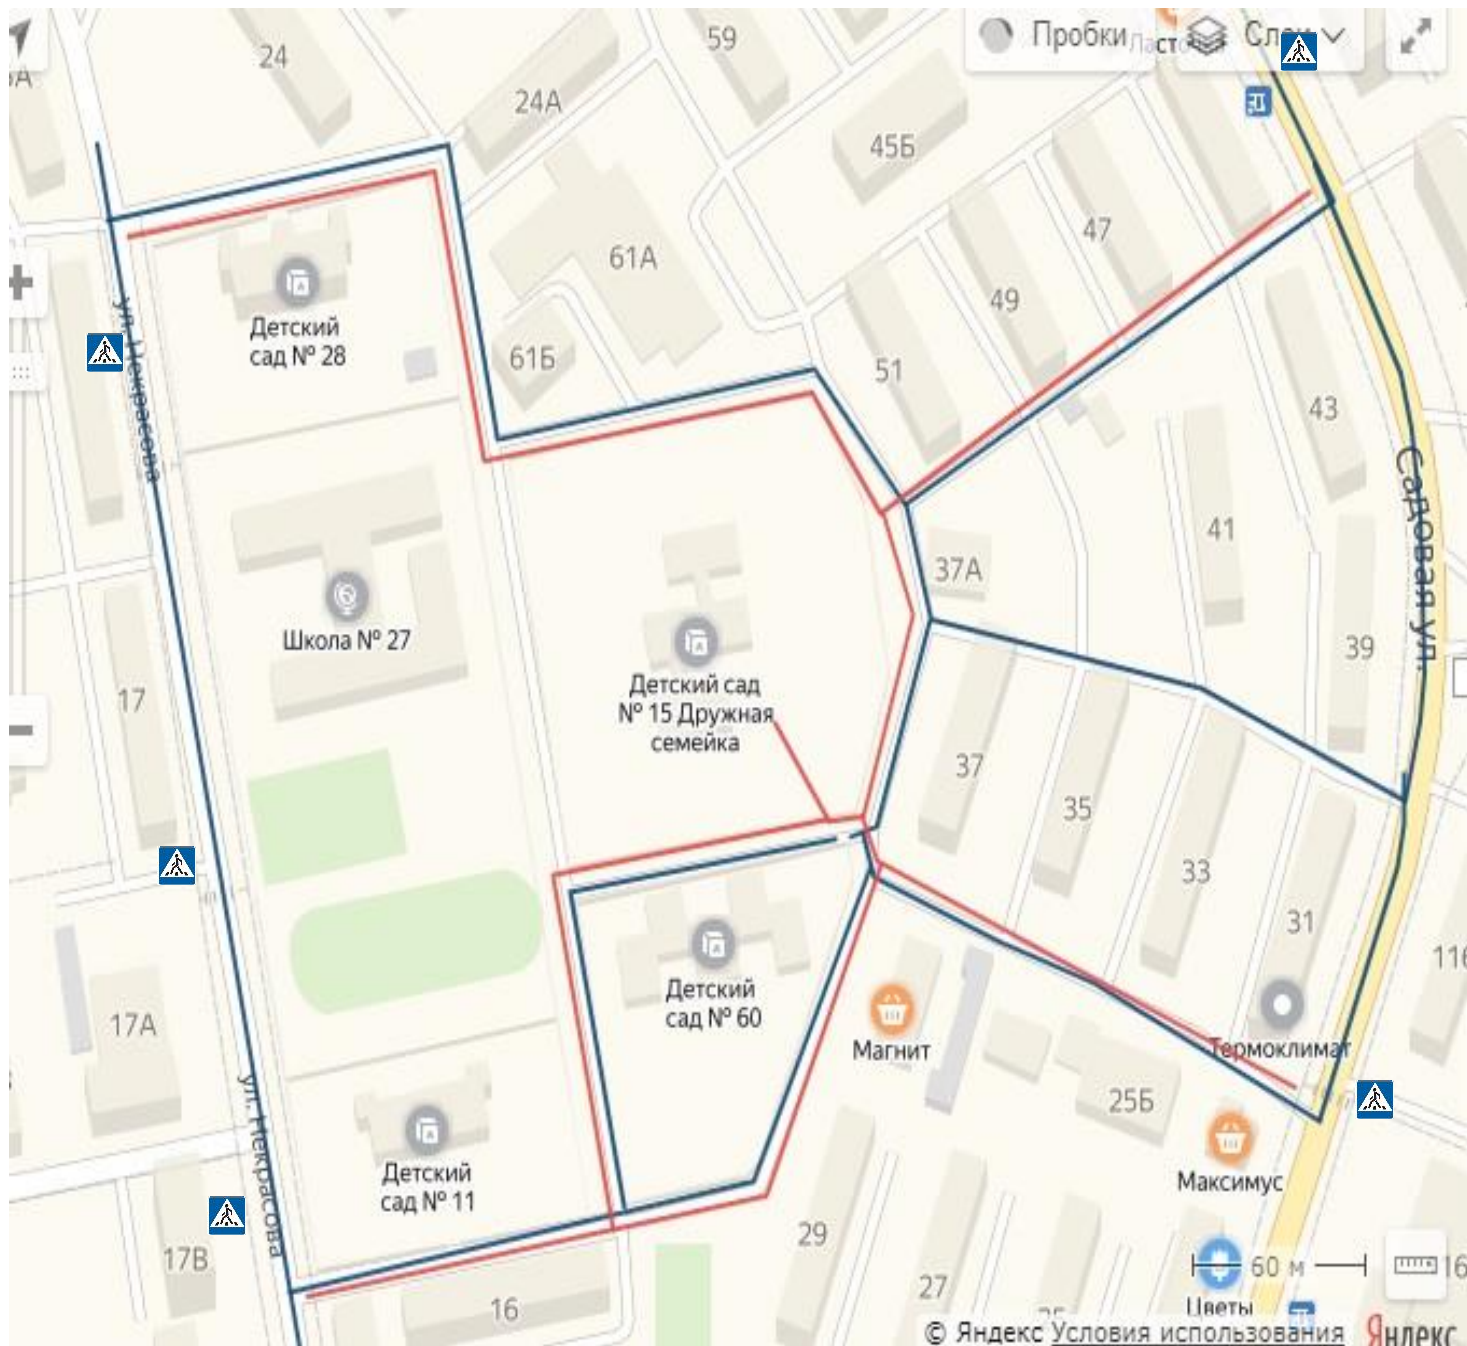 Пробки
24
59
24А
45Б
61А
47
49
51
61Б
Детский
сад № 28
ул. Некрасова
43
Садовая ул.
41
37А
Школа № 27
39
17
Детский сад
№ 15 Дружная
семейка
37
35
33
31
Детский
сад № 60
17А
Магнит
Термоклимат
25Б
Максимус
ул. Некрасова
Детский
сад № 11
17В
29
27
16
60 м
16
Цветы
© Яндекс Условия использования Яндекс